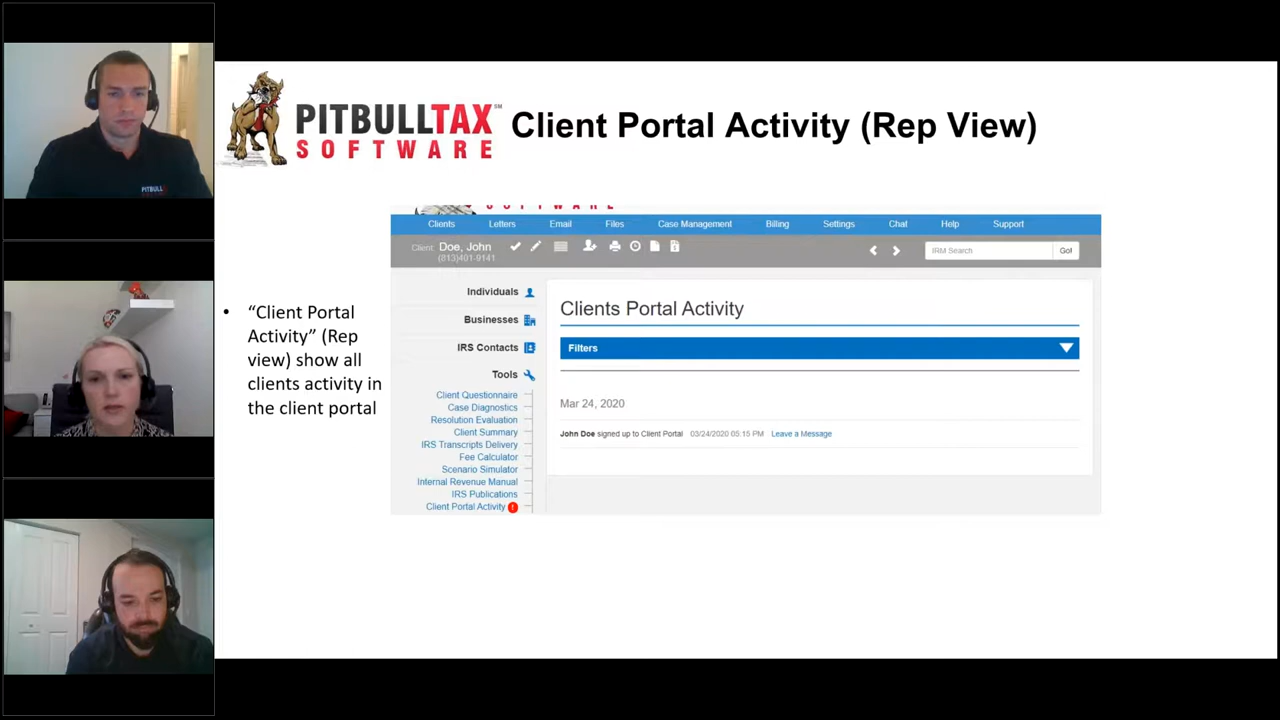 PITBULLTAX℠
SOFTWARE
Client Portal Activity (Rep View)
• “Client Portal
Activity” (Rep
view) show all
clients activity in
the client portal
Clients Letters Email Files Case Management Billing Settings Chat Help Support
Client: Doe, John
(813)401-9141
IRM Search Go!
Individuals
Businesses
IRS Contacts
Tools
Client Questionnaire
Case Diagnostics
Resolution Evaluation
Client Summary
IRS Transcripts Delivery
Fee Calculator
Scenario Simulator
Internal Revenue Manual
IRS Publications
Client Portal Activity !
Clients Portal Activity
Filters
Mar 24, 2020
John Doe signed up to Client Portal 03/24/2020 05:15 PM Leave a Message
PITBULL